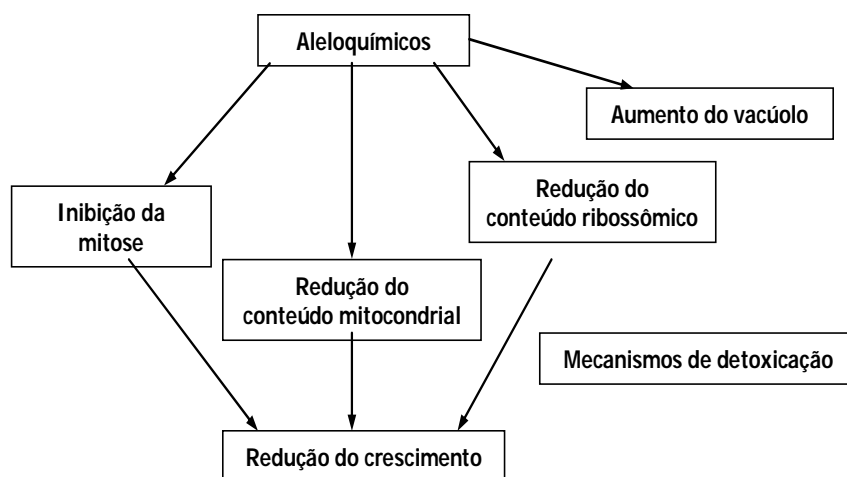 Aleloquímicos
Aumento do vacúolo
Redução do
conteúdo ribossômico
Inibição da
mitose
Redução do
conteúdo mitocondrial
Mecanismos de detoxicação
Redução do crescimento